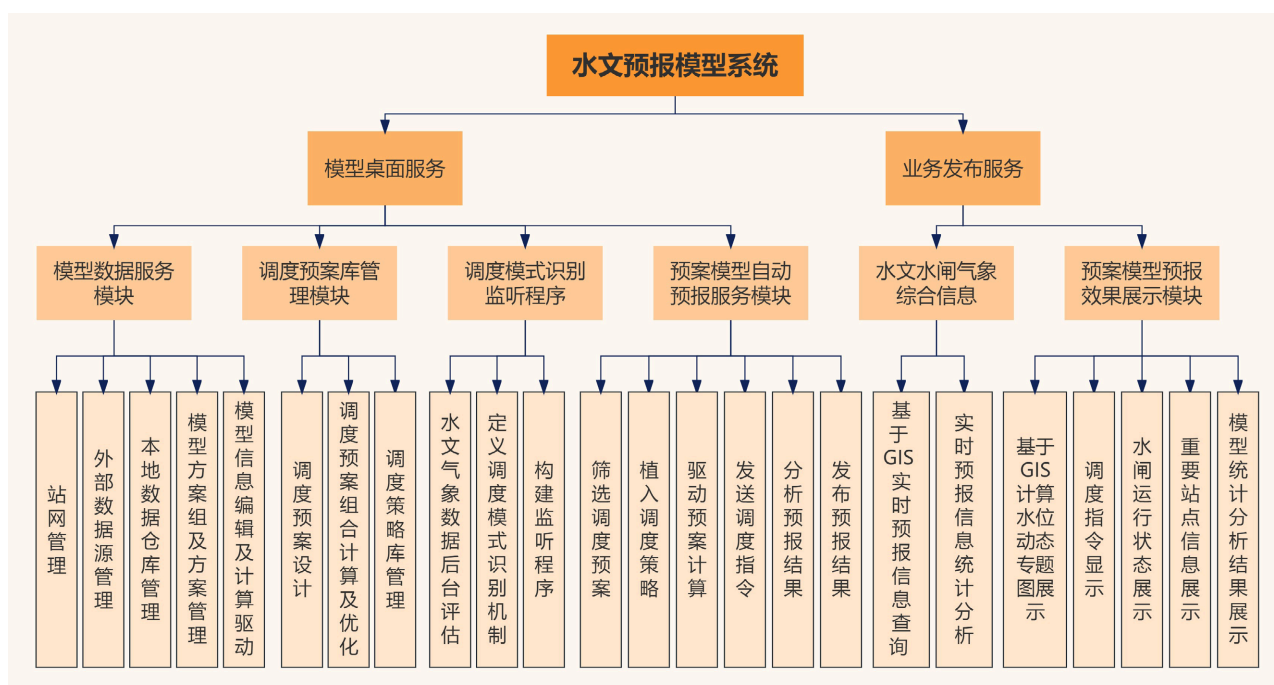 水文预报模型系统
模型桌面服务
业务发布服务
模型数据服务
模块
调度预案库管
理模块
调度模式识别
监听程序
预案模型自动
预报服务模块
水文水闸气象
综合信息
预案模型预报
效果展示模块
站网管理
外部数据源管理
本地数据仓库管理
模型方案组及方案管理
模型信息编辑及计算驱动
调度预案设计
调度预案组合计算及优化
调度策略库管理
水文气象数据后台评估
定义调度模式识别机制
构建监听程序
筛选调度预案
植入调度策略
驱动预案计算
发送调度指令
分析预报结果
发布预报结果
基于GIS实时预报信息查询
实时预报信息统计分析
基于GIS计算水位动态专题图展示
调度指令显示
水闸运行状态展示
重要站点信息展示
模型统计分析结果展示